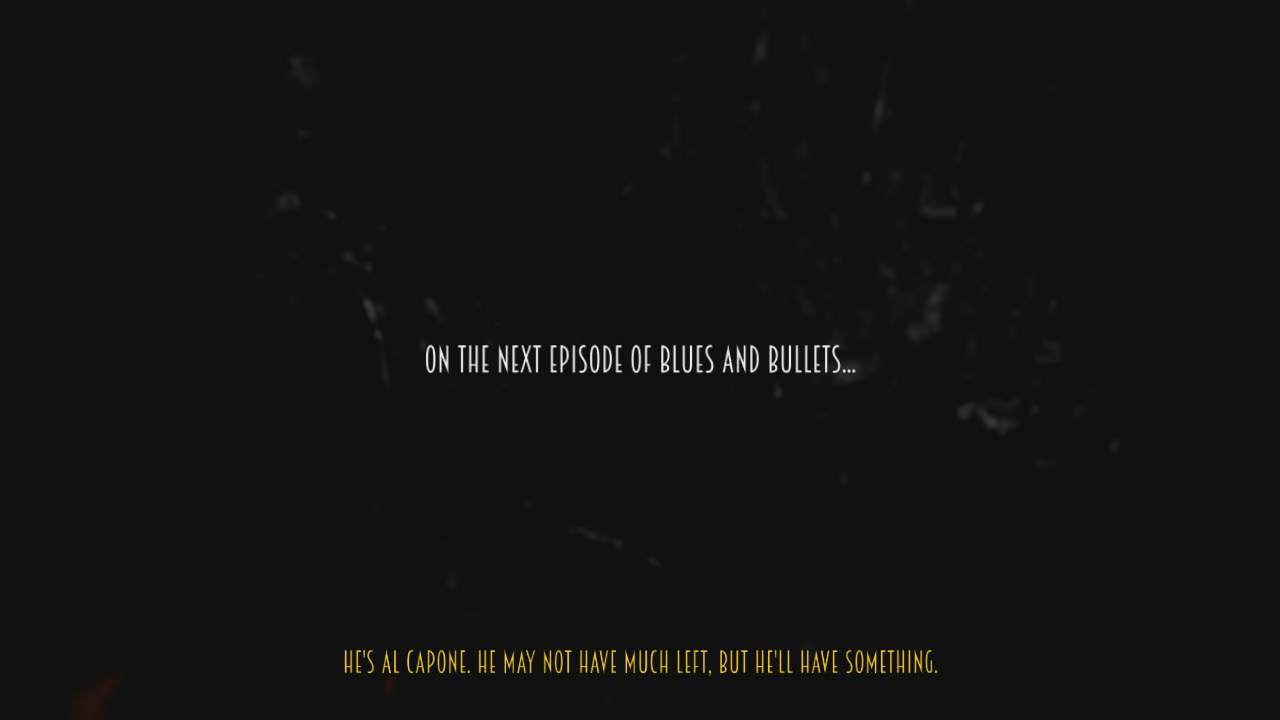 ON THE NEXT EPISODE OF BLUES AND BULLETS...
HE'S AL CAPONE. HE MAY NOT HAVE MUCH LEFT, BUT HE'LL HAVE SOMETHING.